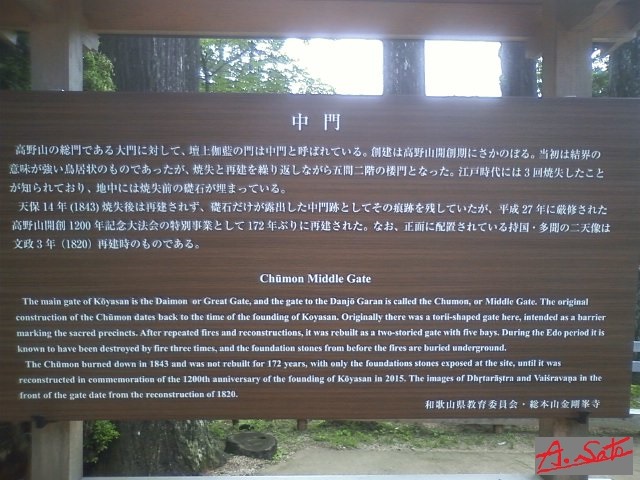 中門
高野山の総門である大門に対して、壇上伽藍の門は中門と呼ばれている。創建は高野山開創期にさかのぼる。当初は結界の
意味が強い鳥居状のものであったが、焼失と再建を繰り返しながら五間二階の楼門となった。江戸時代には3回焼失したこと
が知られており、地中には焼失前の礎石が埋まっている。
天保14年(1843)焼失後は再建されず、礎石だけが露出した中門跡としてその痕跡を残していたが、平成27年に厳修された
高野山開創1200年記念大法会の特別事業として172年ぶりに再建された。なお、正面に配置されている持国・多聞の二天像は
文政3年(1820)再建時のものである。
Chūmon Middle Gate
The main gate of Kōyasan is the Daimon or Great Gate, and the gate to the Danjō Garan is called the Chumon, or Middle Gate. The original
construction of the Chūmon dates back to the time of the founding of Koyasan. Originally there was a torii-shaped gate here, intended as a barrier
marking the sacred precincts. After repeated fires and reconstructions, it was rebuilt as a two-storied gate with five bays. During the Edo period it is
known to have been destroyed by fire three times, and the foundation stones from before the fires are buried underground.
The Chūmon burned down in 1843 and was not rebuilt for 172 years, with only the foundations stones exposed at the site, until it was
reconstructed in commemoration of the 1200th anniversary of the founding of Kōyasan in 2015. The images of Dhṛtarāṣṭra and Vaiśravaṇa in the
front of the gate date from the reconstruction of 1820.
和歌山県教育委員会・総本山金剛峯寺
A. Sato